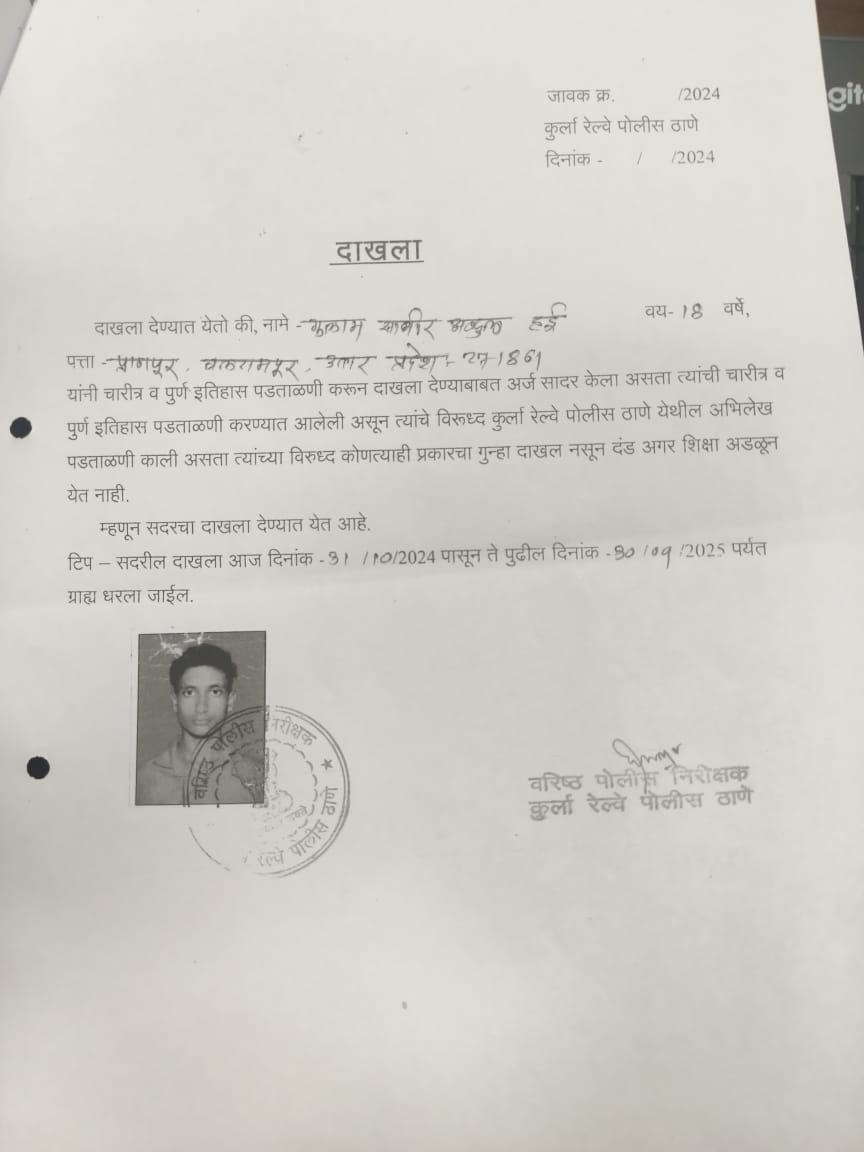 जावक क्र. /2024
git
कुर्ला रेल्वे पोलीस ठाणे
दिनांक - / /2024
दाखला
दाखला देण्यात येतो की, नामे - गुलाम अब्दुल हई वय- 18 वर्षे,
पत्ता - बलरामपूर, उत्तर प्रदेश-
यांनी चारीत्र व पुर्ण इतिहास पडताळणी करून दाखला देण्याबाबत अर्ज सादर केला असता त्यांची चारीत्र व
पुर्ण इतिहास पडताळणी करण्यात आलेली असून त्यांचे विरूध्द कुर्ला रेल्वे पोलीस ठाणे येथील अभिलेख
पडताळणी काली असता त्यांच्या विरुध्द कोणत्याही प्रकारचा गुन्हा दाखल नसून दंड अगर शिक्षा अडळून
येत नाही.
म्हणून सदरचा दाखला देण्यात येत आहे.
टिप – सदरील दाखला आज दिनांक -31 /10/2024 पासून ते पुढील दिनांक -30 /09 /2025 पर्यत
ग्राह्य धरला जाईल.
वरिष्ठ पोलीस निरीक्षक
रेल्वे पोलीस ठाणे
वरिष्ठ पोलीस निरीक्षक
कुर्ला रेल्वे पोलीस ठाणे